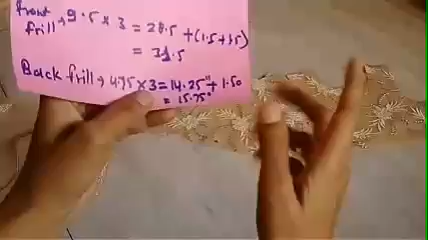 Front
frill → 9.5 × 3 = 28.5 + (1.5+1.5)
= 31.5
Back frill → 4.75 × 3 = 14.25" + 1.50
= 15.75"